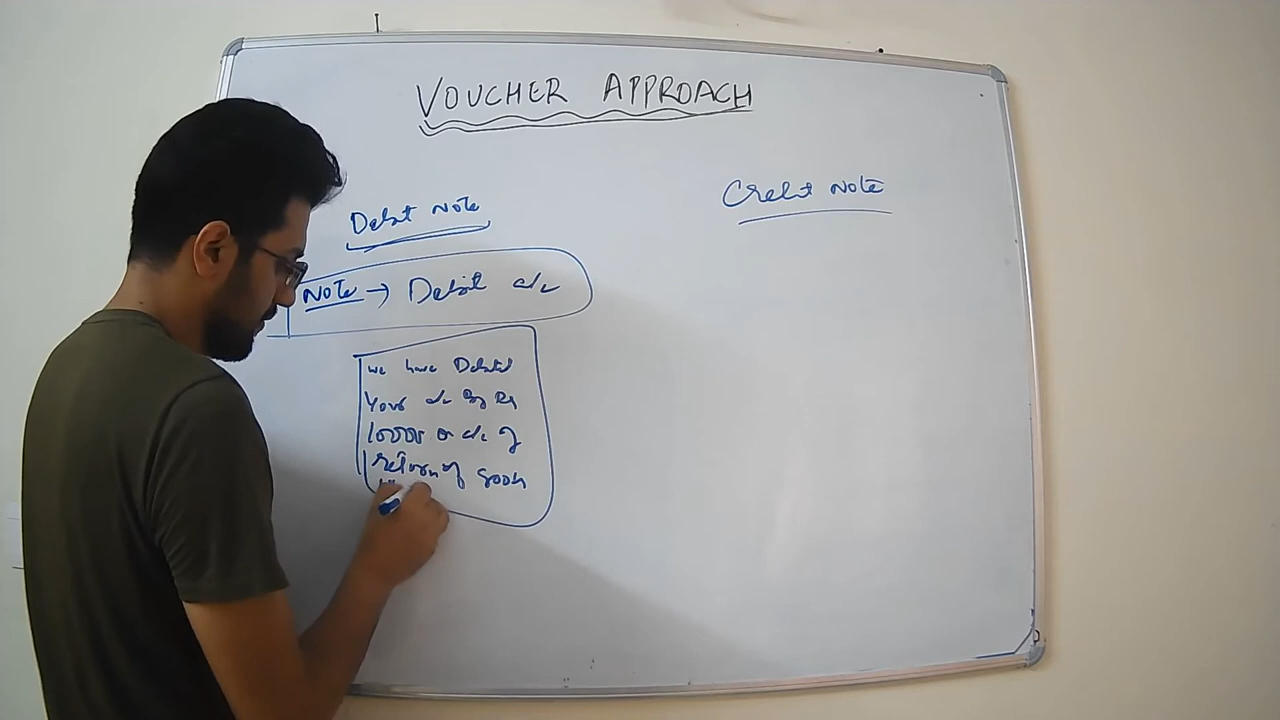 VOUCHER APPROACH
Debit Note
Credit Note
Note → Debit a/c
we have Debited
Your a/c By Rs
10000 on a/c of
return of goods